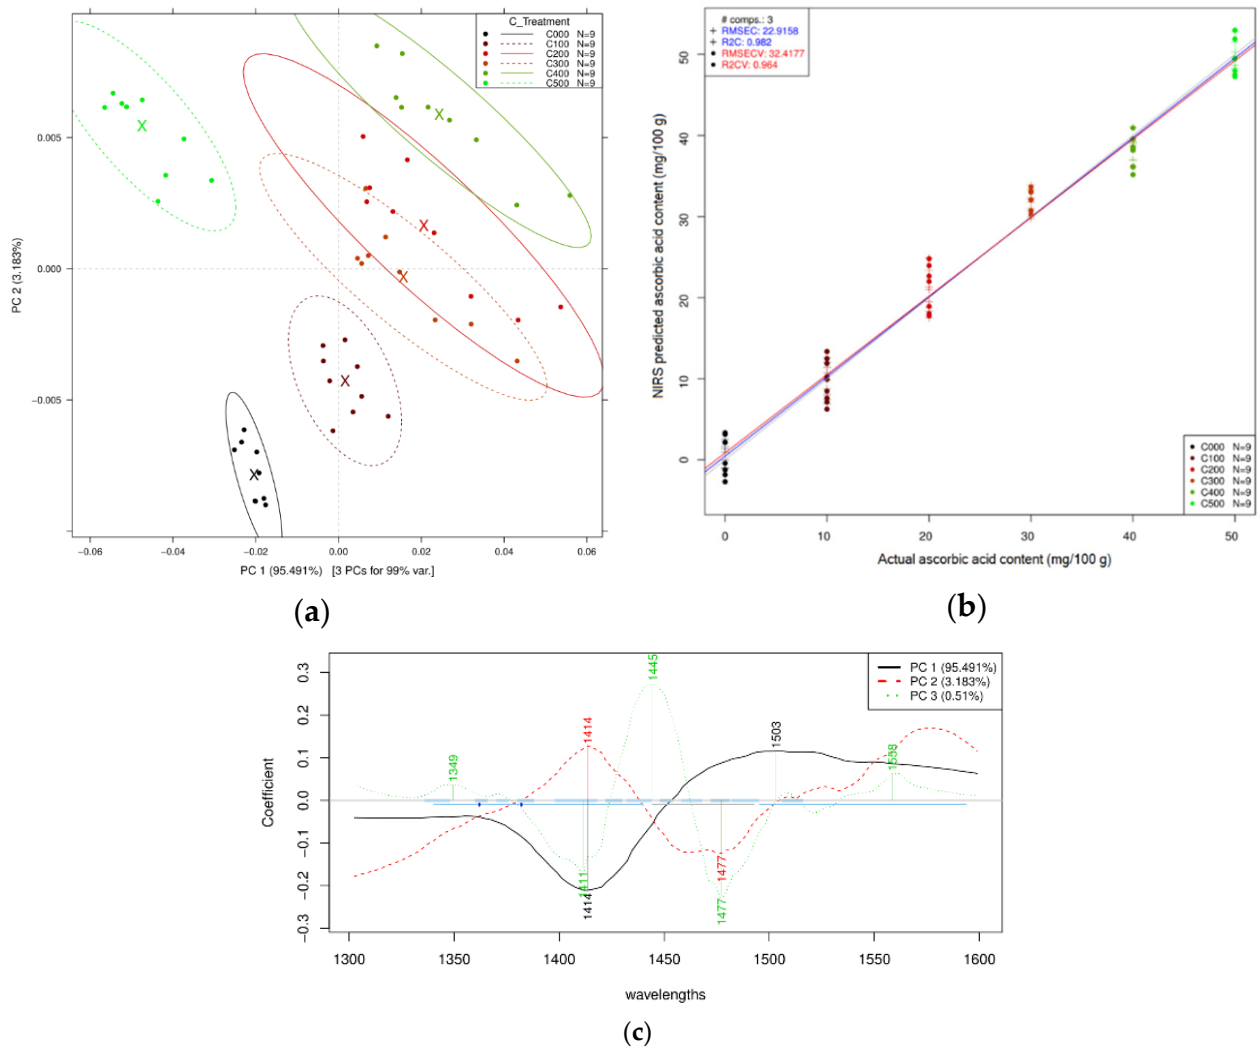 C_Treatment
C000 N=9
C100 N=9
C200 N=9
C300 N=9
C400 N=9
C500 N=9
0.005
0.000
−0.005
PC 2 (3.183%)
−0.06 −0.04 −0.02 0.00 0.02 0.04 0.06
PC 1 (95.491%) [3 PCs for 99% var.]
(a)
# comps.: 3
RMSEC: 22.9158
R2C: 0.982
RMSECV: 32.4177
R2CV: 0.964
50
40
30
20
10
0
NIRS predicted ascorbic acid content (mg/100 g)
C000 N=9
C100 N=9
C200 N=9
C300 N=9
C400 N=9
C500 N=9
0 10 20 30 40 50
Actual ascorbic acid content (mg/100 g)
(b)
PC 1 (95.491%)
PC 2 (3.183%)
PC 3 (0.51%)
0.3
0.2
0.1
0.0
−0.1
−0.2
−0.3
Coefficient
1349
1411
1414
1414
1445
1477
1477
1503
1558
1300 1350 1400 1450 1500 1550 1600
wavelengths
(c)